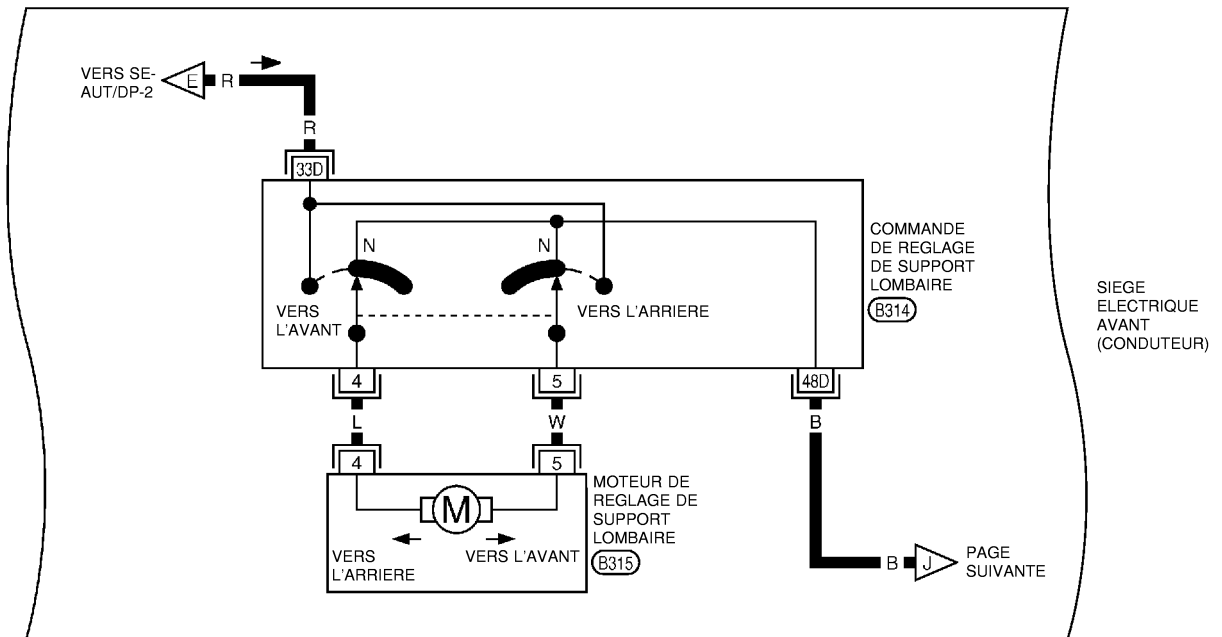 VERS SE-
AUT/DP-2
E
R
R
33D
N
N
VERS
L'AVANT
VERS L'ARRIERE
COMMANDE
DE REGLAGE
DE SUPPORT
LOMBAIRE
B314
SIEGE
ELECTRIQUE
AVANT
(CONDUTEUR)
4
5
48D
L
W
B
4
5
M
VERS
L'ARRIERE
VERS L'AVANT
MOTEUR DE
REGLAGE DE
SUPPORT
LOMBAIRE
B315
B
J
PAGE
SUIVANTE